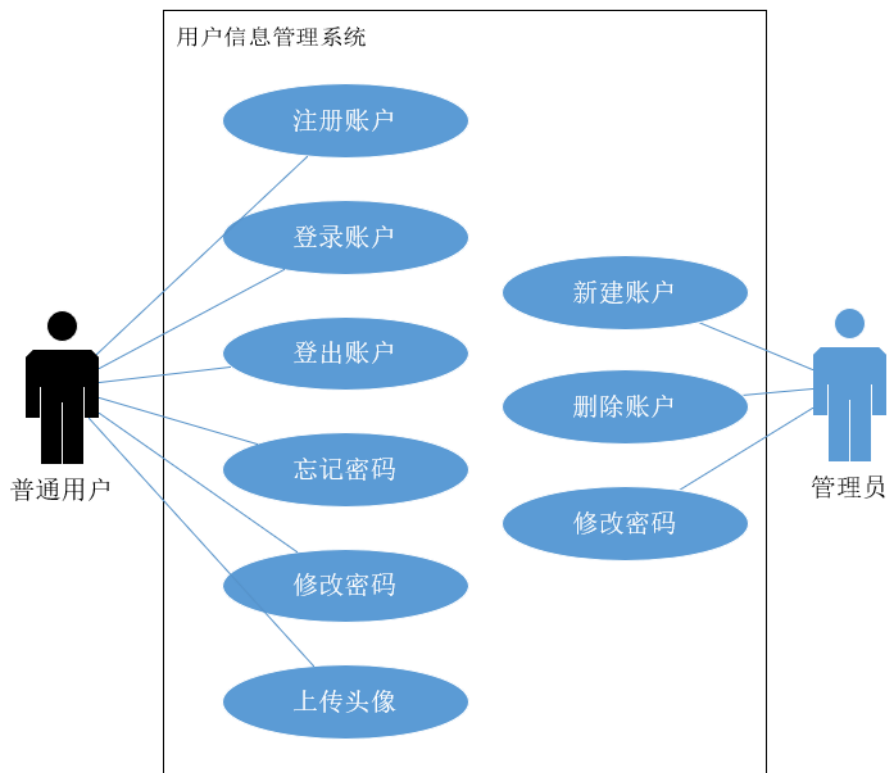 用户信息管理系统
注册账户
登录账户
登出账户
忘记密码
修改密码
上传头像
新建账户
删除账户
修改密码
普通用户
管理员